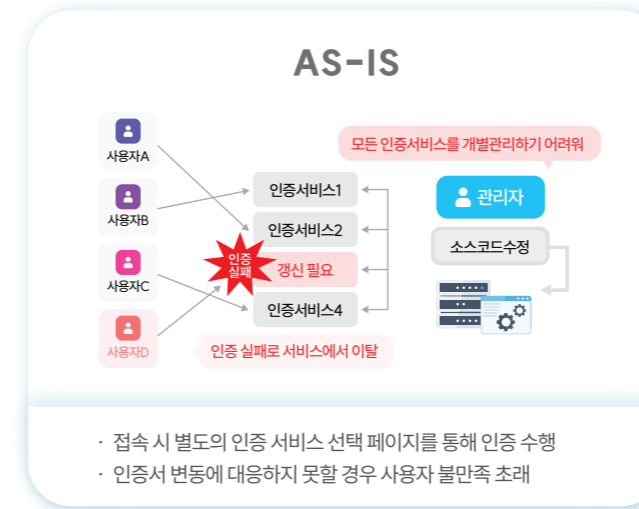 AS-IS
사용자A
사용자B
사용자C
사용자D
인증서비스1
인증서비스2
인증
실패
갱신 필요
인증서비스4
인증 실패로 서비스에서 이탈
모든 인증서비스를 개별관리하기 어려워
관리자
소스코드수정
· 접속 시 별도의 인증 서비스 선택 페이지를 통해 인증 수행
· 인증서 변동에 대응하지 못할 경우 사용자 불만족 초래